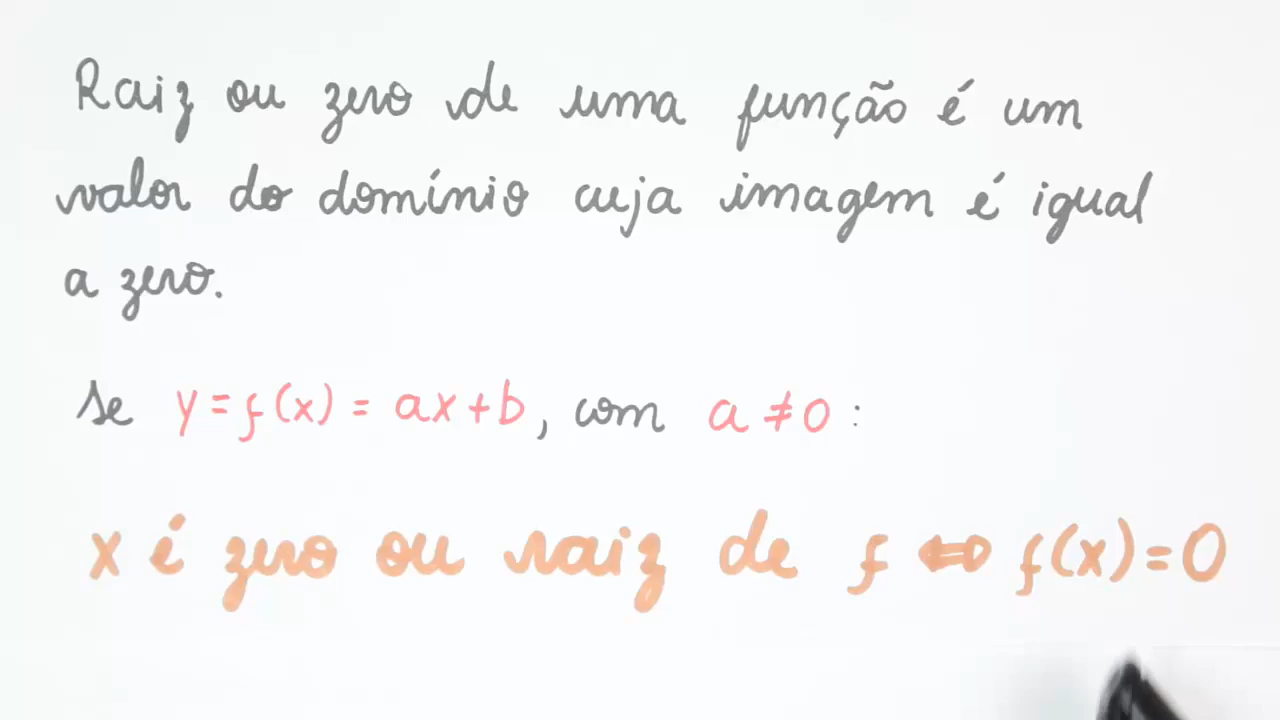 Raiz ou zero de uma função é um
valor do domínio cuja imagem é igual
a zero.
Se y = f(x) = ax + b, com a ≠ 0 :
x é zero ou raiz de f ⇔ f(x) = 0